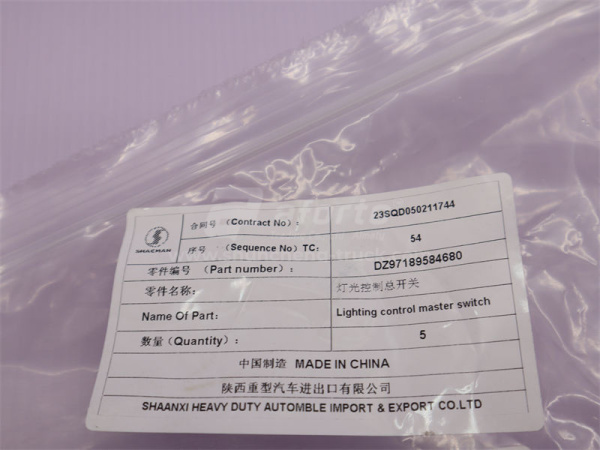 SHACMAN
合同号 （Contract No）： 23SQD050211744
序号 （Sequence No）TC: 54
零件编号 （Part number）： DZ97189584680
零件名称： 灯光控制总开关
Name Of Part: Lighting control master switch
数量（Quantity）： 5
中国制造 MADE IN CHINA
陕西重型汽车进出口有限公司
SHAANXI HEAVY DUTY AUTOMBLE IMPORT & EXPORT CO.LTD